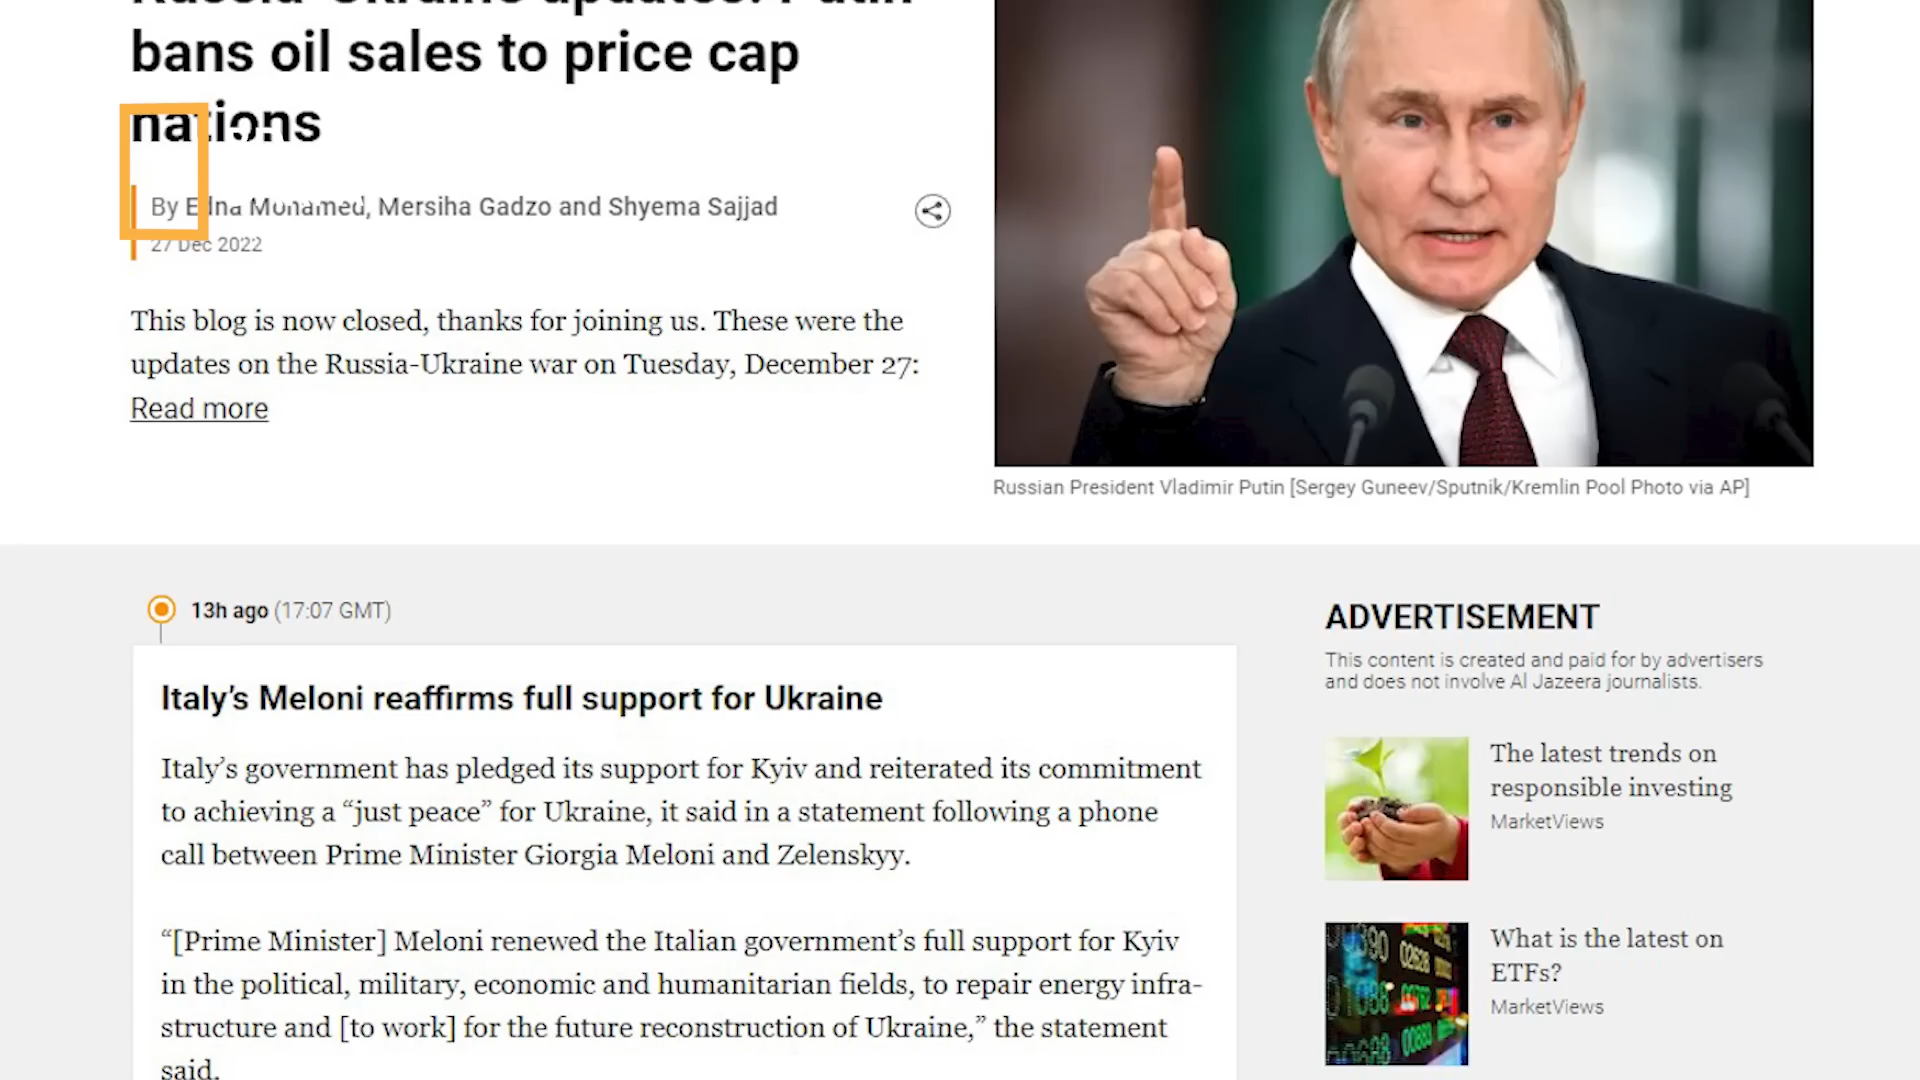 Russia-Ukraine updates: Putin
bans oil sales to price cap
nations
By Edna Mohamed, Mersiha Gadzo and Shyema Sajjad
27 Dec 2022
This blog is now closed, thanks for joining us. These were the
updates on the Russia-Ukraine war on Tuesday, December 27:
Read more
Russian President Vladimir Putin [Sergey Guneev/Sputnik/Kremlin Pool Photo via AP]
13h ago (17:07 GMT)
Italy’s Meloni reaffirms full support for Ukraine
Italy’s government has pledged its support for Kyiv and reiterated its commitment
to achieving a “just peace” for Ukraine, it said in a statement following a phone
call between Prime Minister Giorgia Meloni and Zelenskyy.
“[Prime Minister] Meloni renewed the Italian government’s full support for Kyiv
in the political, military, economic and humanitarian fields, to repair energy infra-
structure and [to work] for the future reconstruction of Ukraine,” the statement
said.
ADVERTISEMENT
This content is created and paid for by advertisers
and does not involve Al Jazeera journalists.
The latest trends on
responsible investing
MarketViews
What is the latest on
ETFs?
MarketViews